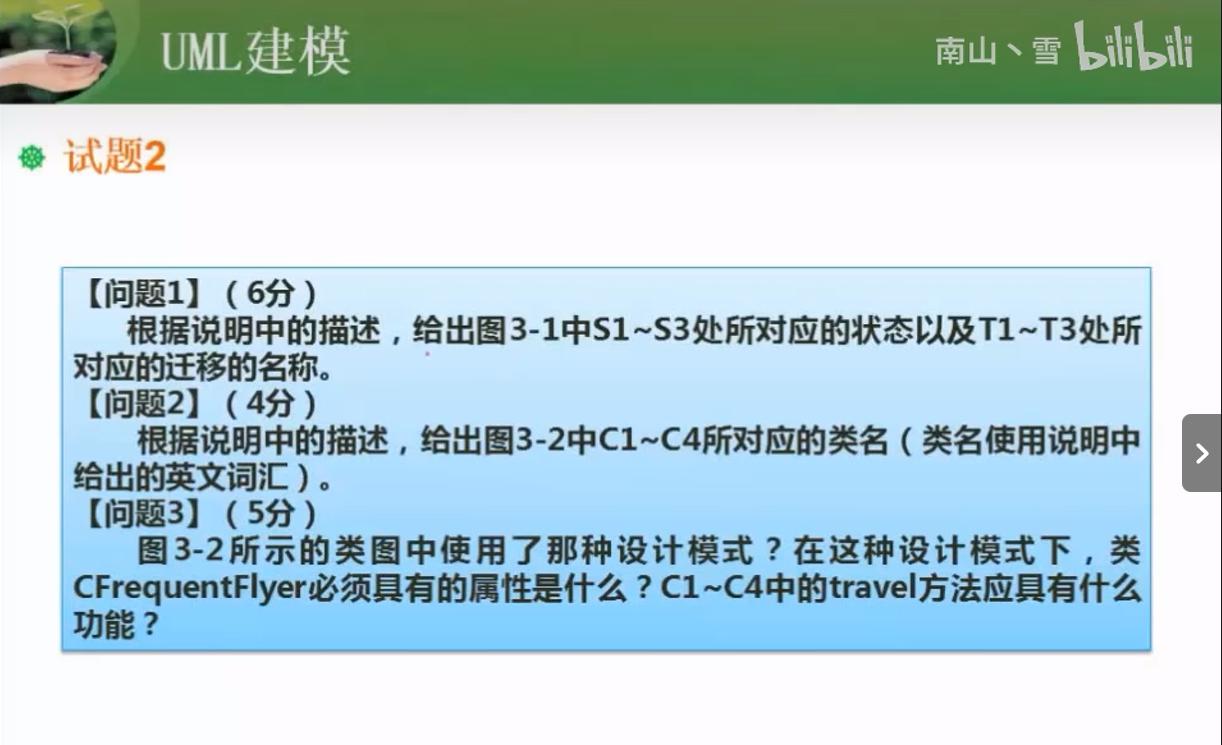 UML建模
南山丶雪 bilibili
试题2
【问题1】（6分）
根据说明中的描述，给出图3-1中S1~S3处所对应的状态以及T1~T3处所
对应的迁移的名称。
【问题2】（4分）
根据说明中的描述，给出图3-2中C1~C4所对应的类名（类名使用说明中
给出的英文词汇）。
【问题3】（5分）
图3-2所示的类图中使用了那种设计模式？在这种设计模式下，类
CFrequentFlyer必须具有的属性是什么？C1~C4中的travel方法应具有什么
功能？